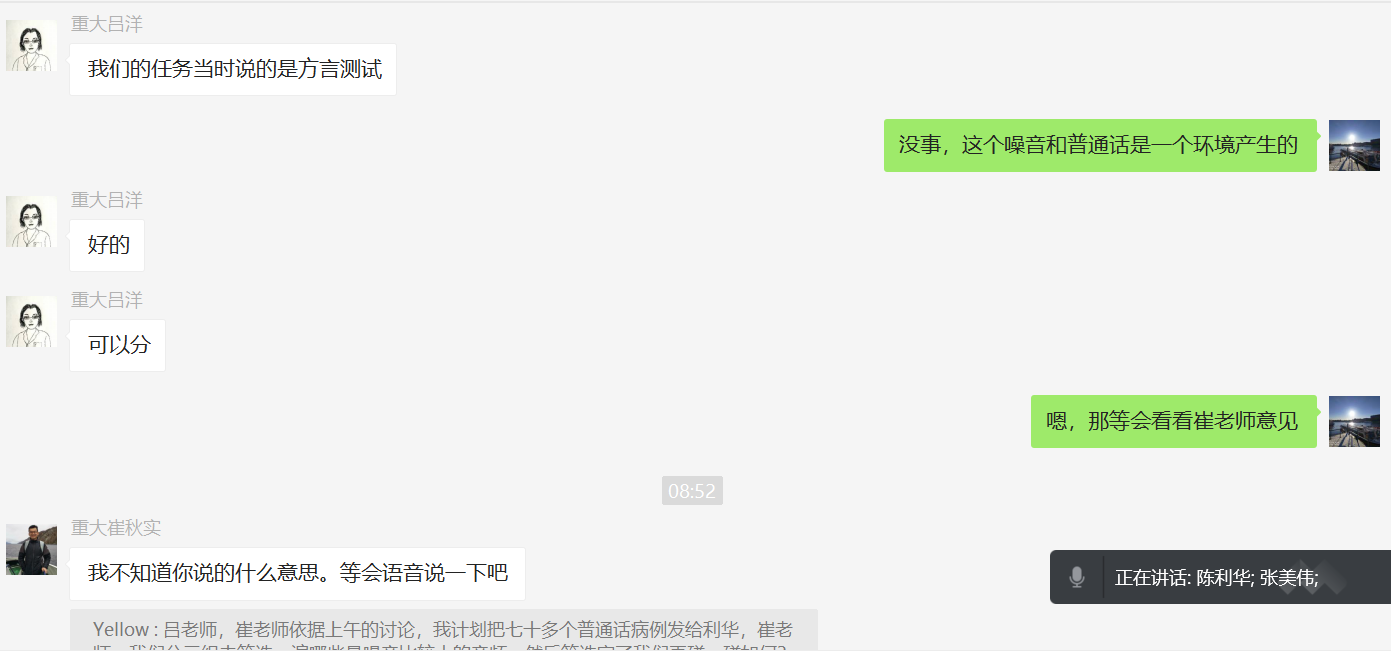 重大吕洋
我们的任务当时说的是方言测试
没事，这个噪音和普通话是一个环境产生的
重大吕洋
好的
重大吕洋
可以分
嗯，那等会看看崔老师意见
08:52
重大崔秋实
我不知道你说的什么意思。等会语音说一下吧
正在讲话: 陈利华; 张美伟;
Yellow : 吕老师，崔老师依据上午的讨论，我计划把七十多个普通话病例发给利华，崔老